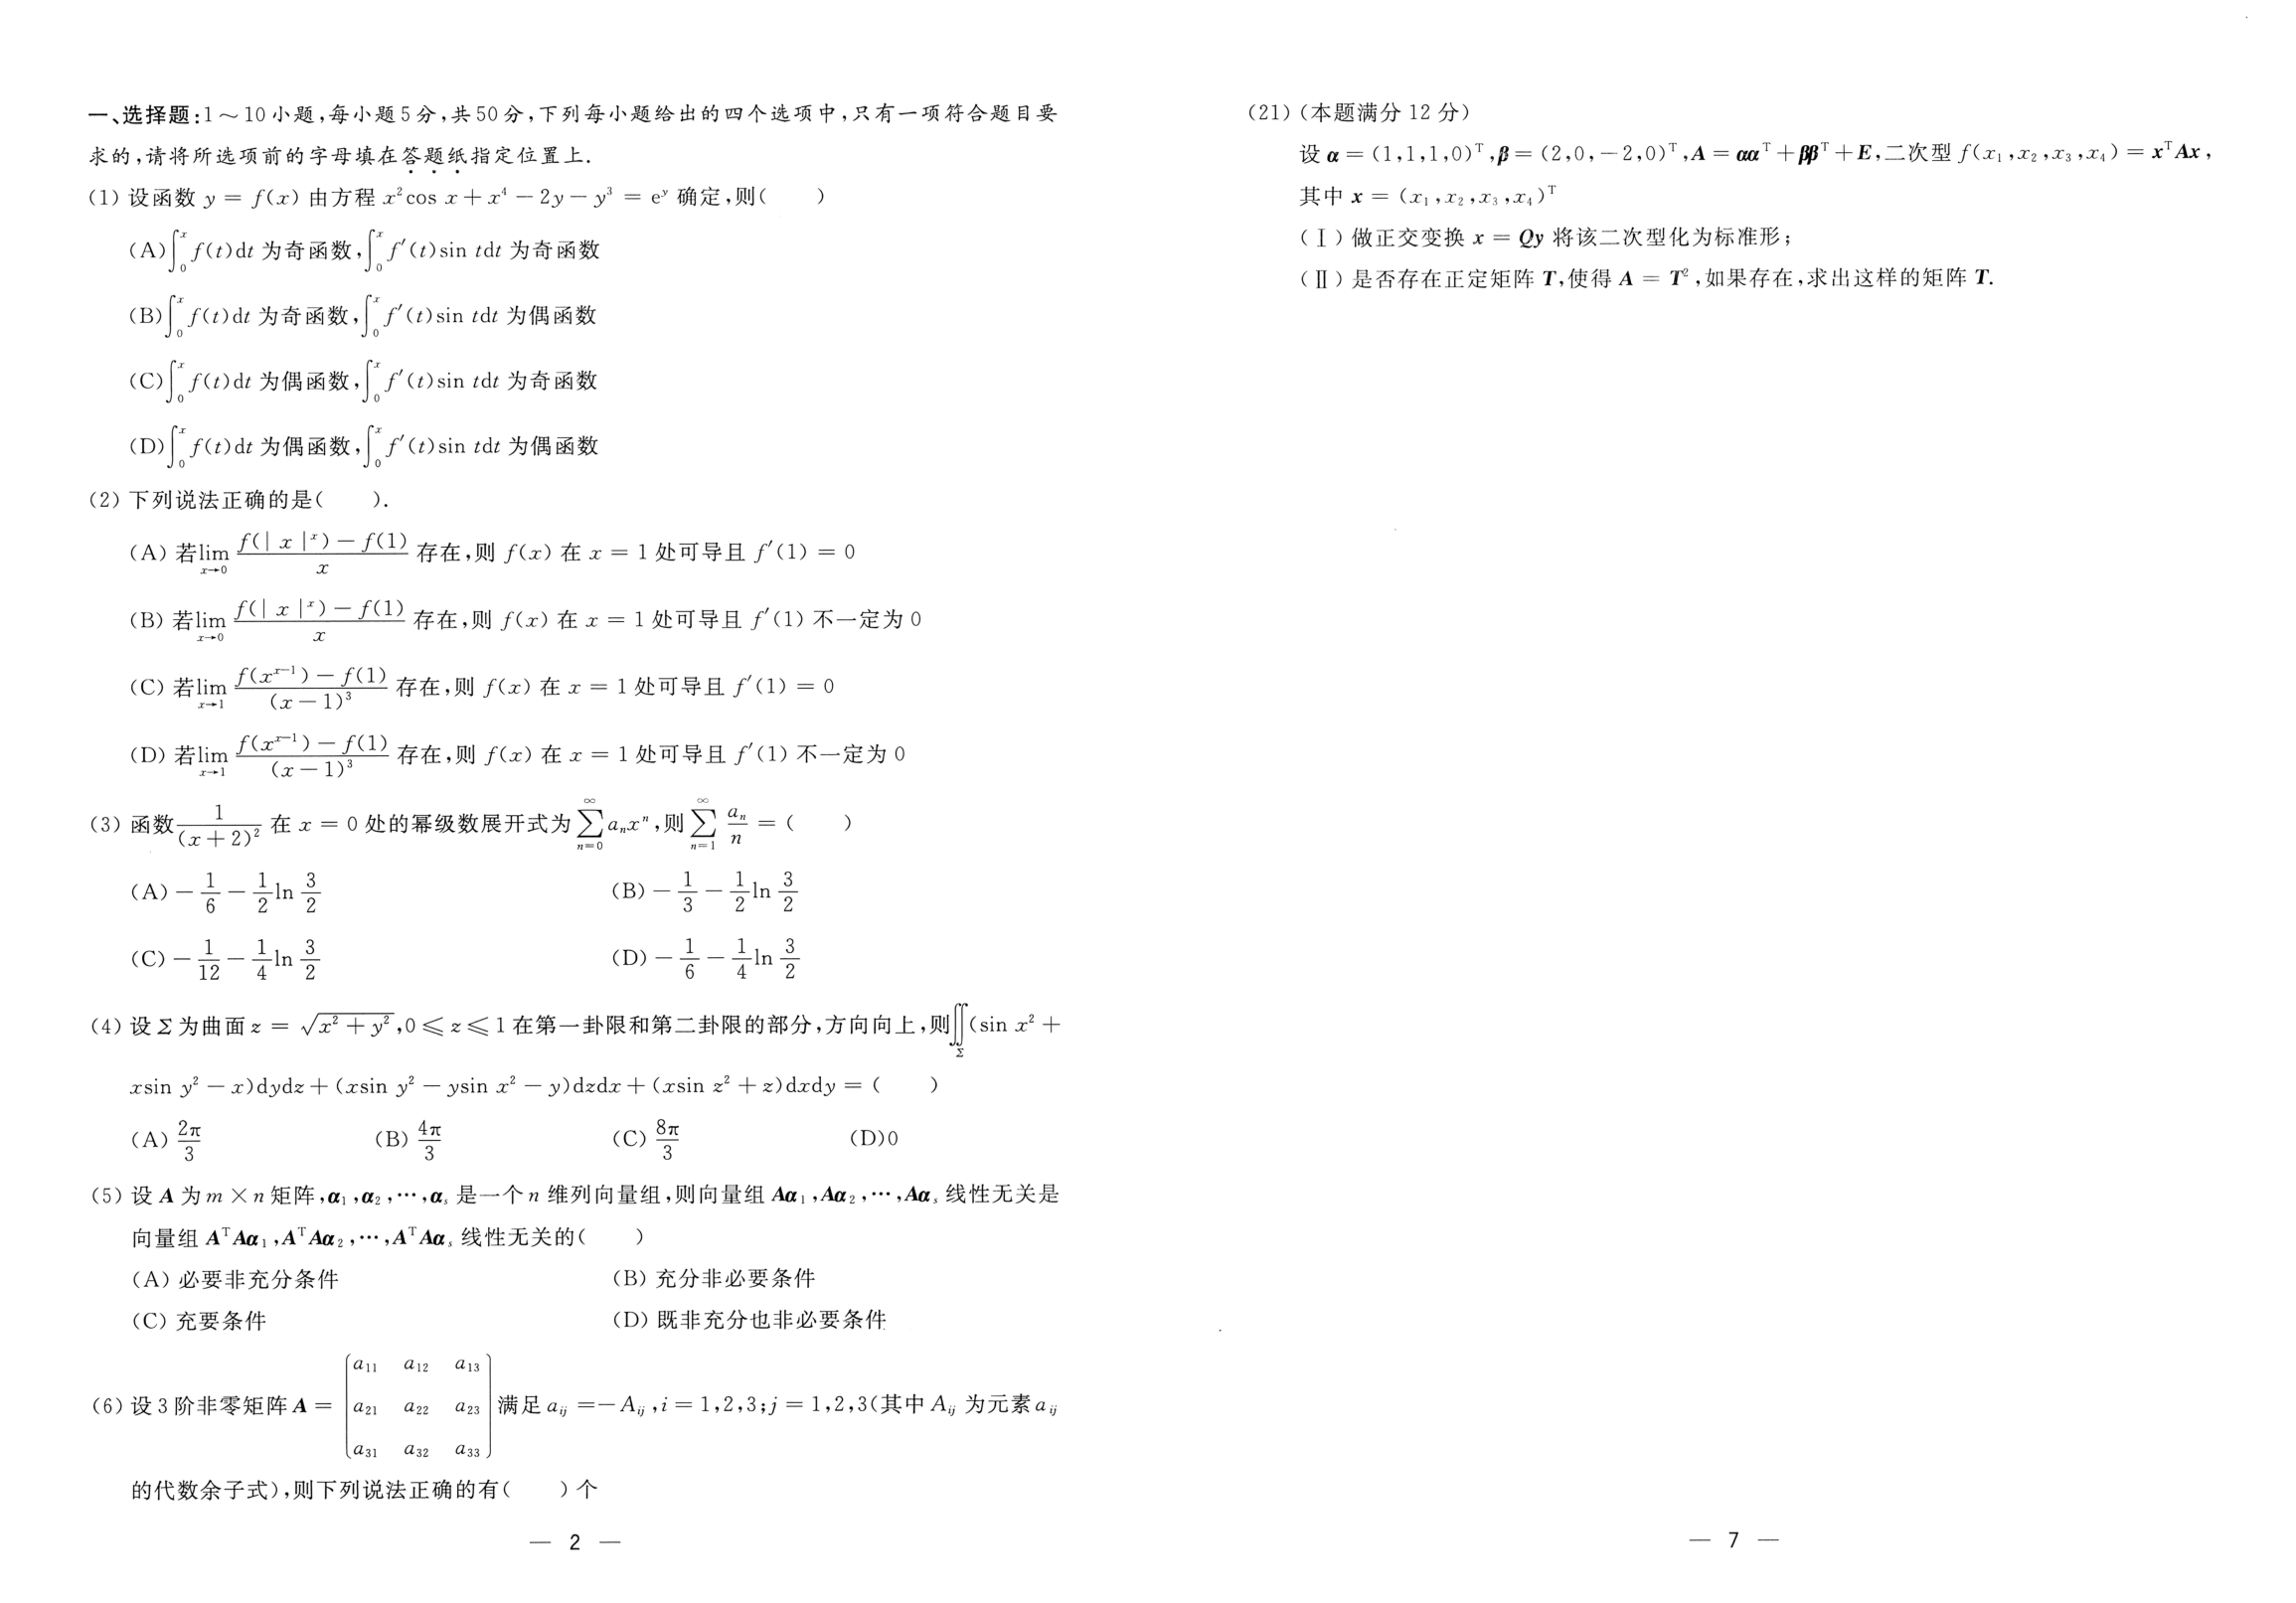 一、选择题:1～10小题,每小题5分,共50分,下列每小题给出的四个选项中,只有一项符合题目要
求的,请将所选项前的字母填在答题纸指定位置上.
(1) 设函数 y = f(x) 由方程 x²cos x + x⁴ − 2y − y³ = e^y 确定,则(　　)
(A)∫₀ˣ f(t)dt 为奇函数,∫₀ˣ f′(t)sin tdt 为奇函数
(B)∫₀ˣ f(t)dt 为奇函数,∫₀ˣ f′(t)sin tdt 为偶函数
(C)∫₀ˣ f(t)dt 为偶函数,∫₀ˣ f′(t)sin tdt 为奇函数
(D)∫₀ˣ f(t)dt 为偶函数,∫₀ˣ f′(t)sin tdt 为偶函数
(2) 下列说法正确的是(　　).
(A) 若 lim_{x→0} (f(|x|^x) − f(1))/x 存在,则 f(x) 在 x = 1 处可导且 f′(1) = 0
(B) 若 lim_{x→0} (f(|x|^x) − f(1))/x 存在,则 f(x) 在 x = 1 处可导且 f′(1) 不一定为 0
(C) 若 lim_{x→1} (f(x^{x−1}) − f(1))/(x − 1)³ 存在,则 f(x) 在 x = 1 处可导且 f′(1) = 0
(D) 若 lim_{x→1} (f(x^{x−1}) − f(1))/(x − 1)³ 存在,则 f(x) 在 x = 1 处可导且 f′(1) 不一定为 0
(3) 函数 1/(x + 2)² 在 x = 0 处的幂级数展开式为 ∑_{n=0}^{∞} aₙxⁿ,则 ∑_{n=1}^{∞} aₙ/n = (　　)
(A) −1/6 − 1/2 ln 3/2　　(B) −1/3 − 1/2 ln 3/2
(C) −1/12 − 1/4 ln 3/2　　(D) −1/6 − 1/4 ln 3/2
(4) 设 Σ 为曲面 z = √(x² + y²),0 ≤ z ≤ 1 在第一卦限和第二卦限的部分,方向向上,则∬_Σ (sin x² +
xsin y² − x)dydz + (xsin y² − ysin x² − y)dzdx + (xsin z² + z)dxdy = (　　)
(A) 2π/3　　(B) 4π/3　　(C) 8π/3　　(D)0
(5) 设 A 为 m × n 矩阵,α₁,α₂,⋯,αₛ 是一个 n 维列向量组,则向量组 Aα₁,Aα₂,⋯,Aαₛ 线性无关是
向量组 AᵀAα₁,AᵀAα₂,⋯,AᵀAαₛ 线性无关的(　　)
(A) 必要非充分条件　　(B) 充分非必要条件
(C) 充要条件　　(D) 既非充分也非必要条件
a₁₁ a₁₂ a₁₃
(6) 设 3 阶非零矩阵 A = a₂₁ a₂₂ a₂₃ 满足 a_{ij} = −A_{ij},i = 1,2,3;j = 1,2,3(其中 A_{ij} 为元素 a_{ij}
a₃₁ a₃₂ a₃₃
的代数余子式),则下列说法正确的有(　　)个
— 2 —
(21) (本题满分 12 分)
设 α = (1,1,1,0)ᵀ,β = (2,0,−2,0)ᵀ,A = ααᵀ + ββᵀ + E,二次型 f(x₁,x₂,x₃,x₄) = xᵀAx,
其中 x = (x₁,x₂,x₃,x₄)ᵀ
(Ⅰ) 做正交变换 x = Qy 将该二次型化为标准形;
(Ⅱ) 是否存在正定矩阵 T,使得 A = T²,如果存在,求出这样的矩阵 T.
— 7 —